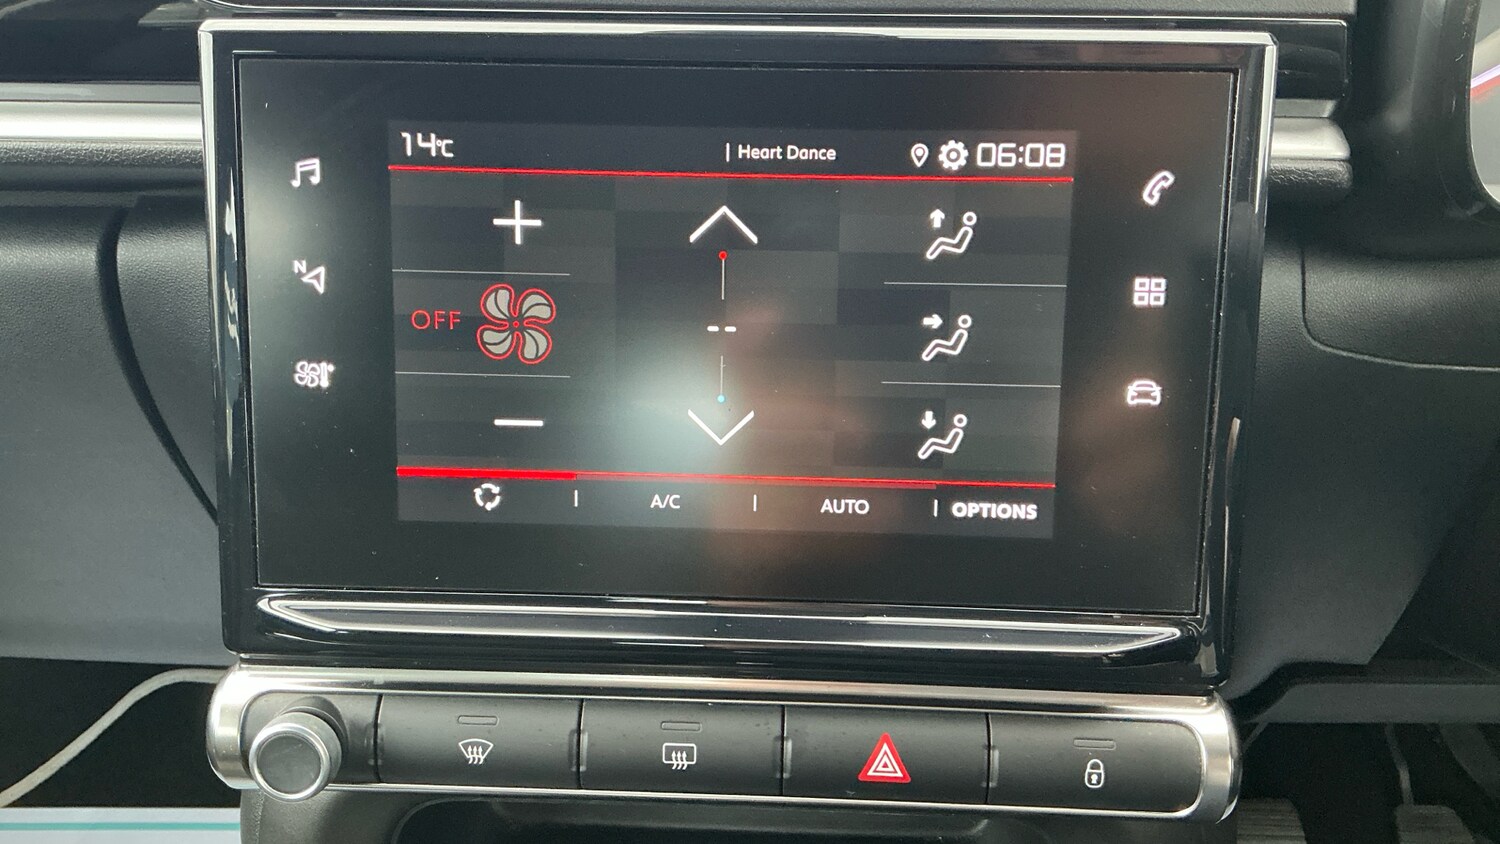 14°C
| Heart Dance
06:08
N
OFF
--
| A/C | AUTO | OPTIONS